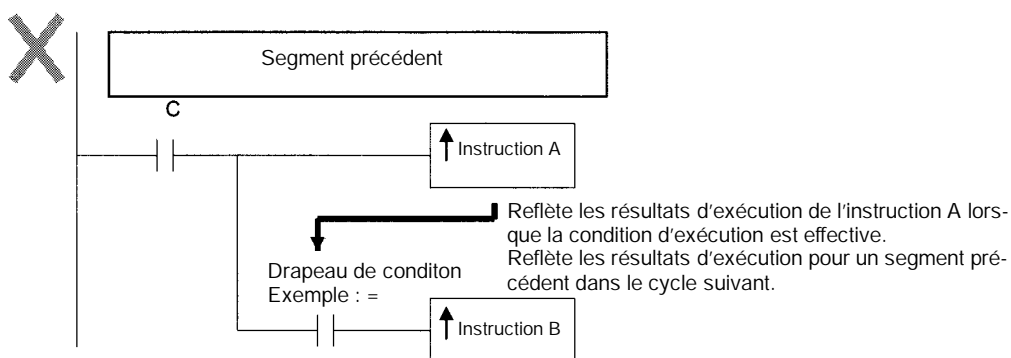 Segment précédent
C
Instruction A
Reflète les résultats d'exécution de l'instruction A lors-
que la condition d'exécution est effective.
Reflète les résultats d'exécution pour un segment pré-
cédent dans le cycle suivant.
Drapeau de conditon
Exemple : =
Instruction B